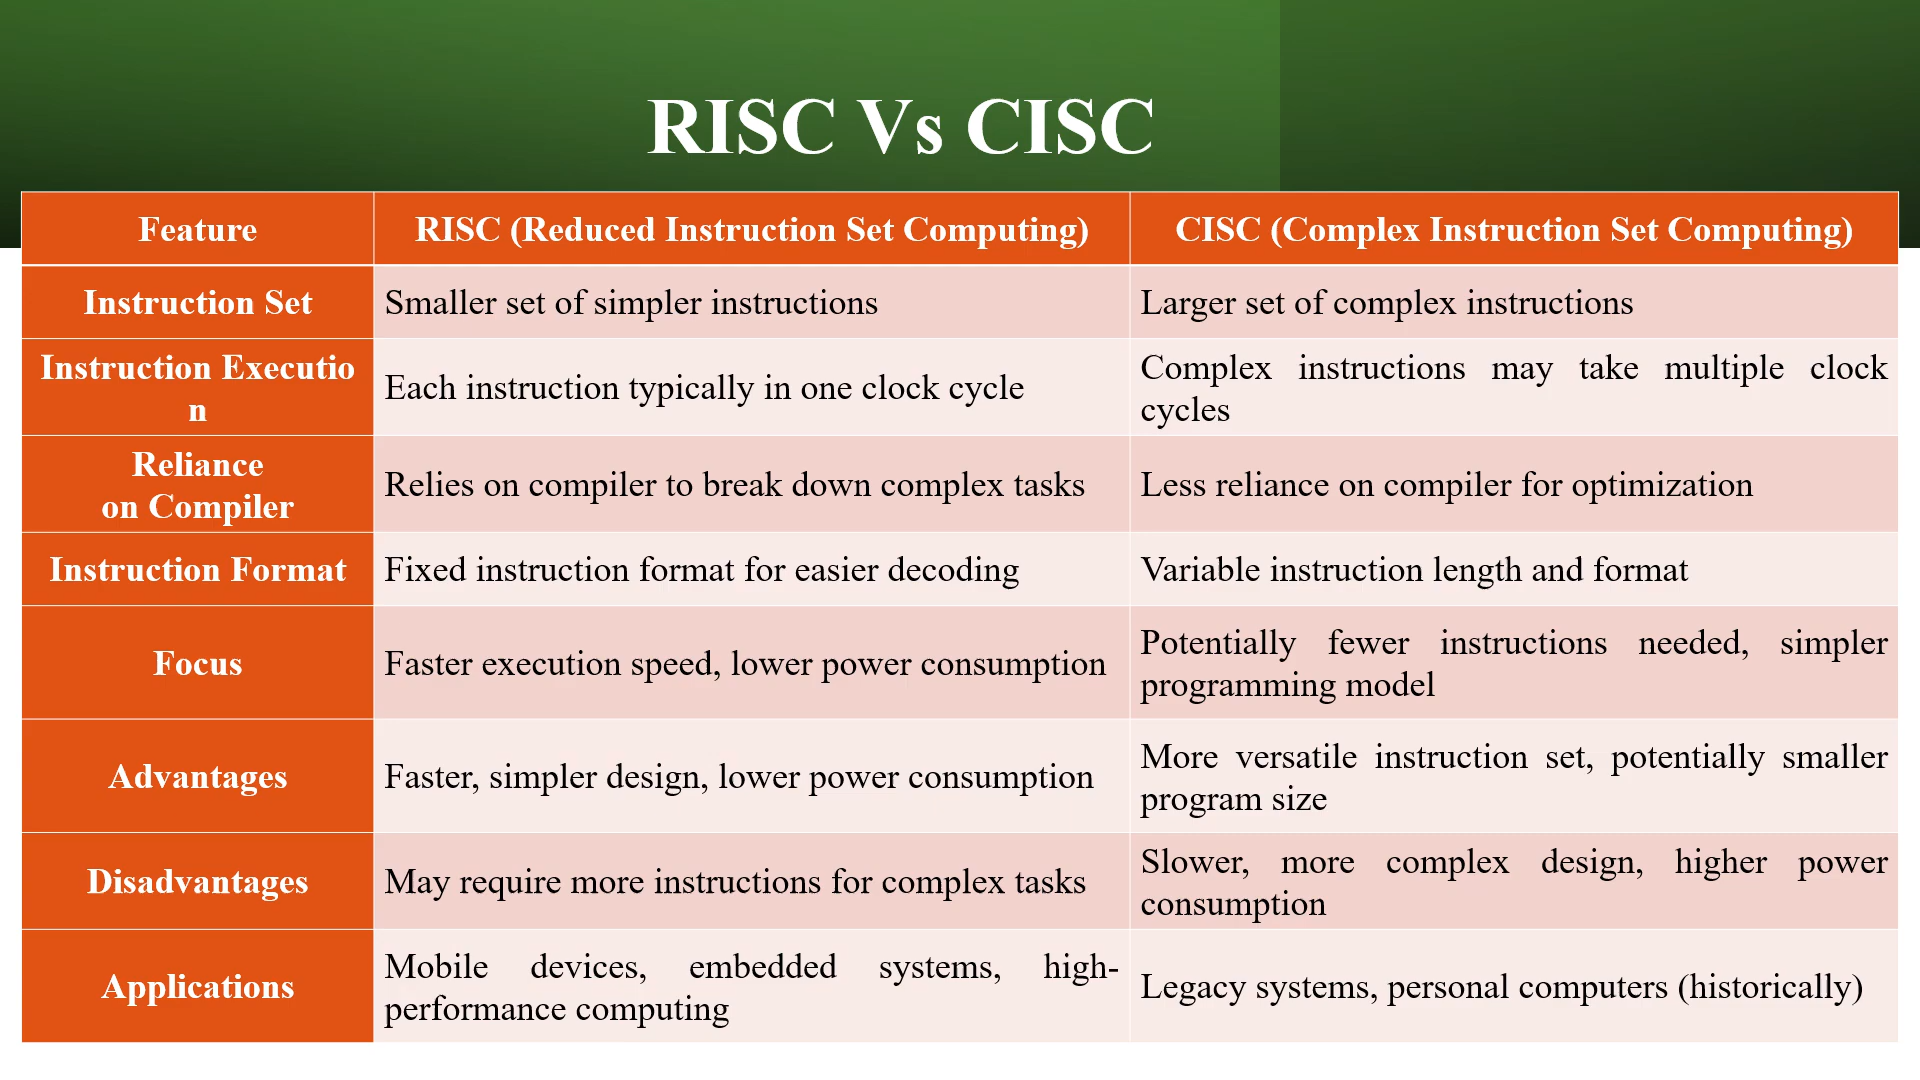 RISC Vs CISC
Feature
RISC (Reduced Instruction Set Computing)
CISC (Complex Instruction Set Computing)
Instruction Set
Smaller set of simpler instructions
Larger set of complex instructions
Instruction Executio
n
Each instruction typically in one clock cycle
Complex instructions may take multiple clock
cycles
Reliance
on Compiler
Relies on compiler to break down complex tasks
Less reliance on compiler for optimization
Instruction Format
Fixed instruction format for easier decoding
Variable instruction length and format
Focus
Faster execution speed, lower power consumption
Potentially fewer instructions needed, simpler
programming model
Advantages
Faster, simpler design, lower power consumption
More versatile instruction set, potentially smaller
program size
Disadvantages
May require more instructions for complex tasks
Slower, more complex design, higher power
consumption
Applications
Mobile devices, embedded systems, high-
performance computing
Legacy systems, personal computers (historically)